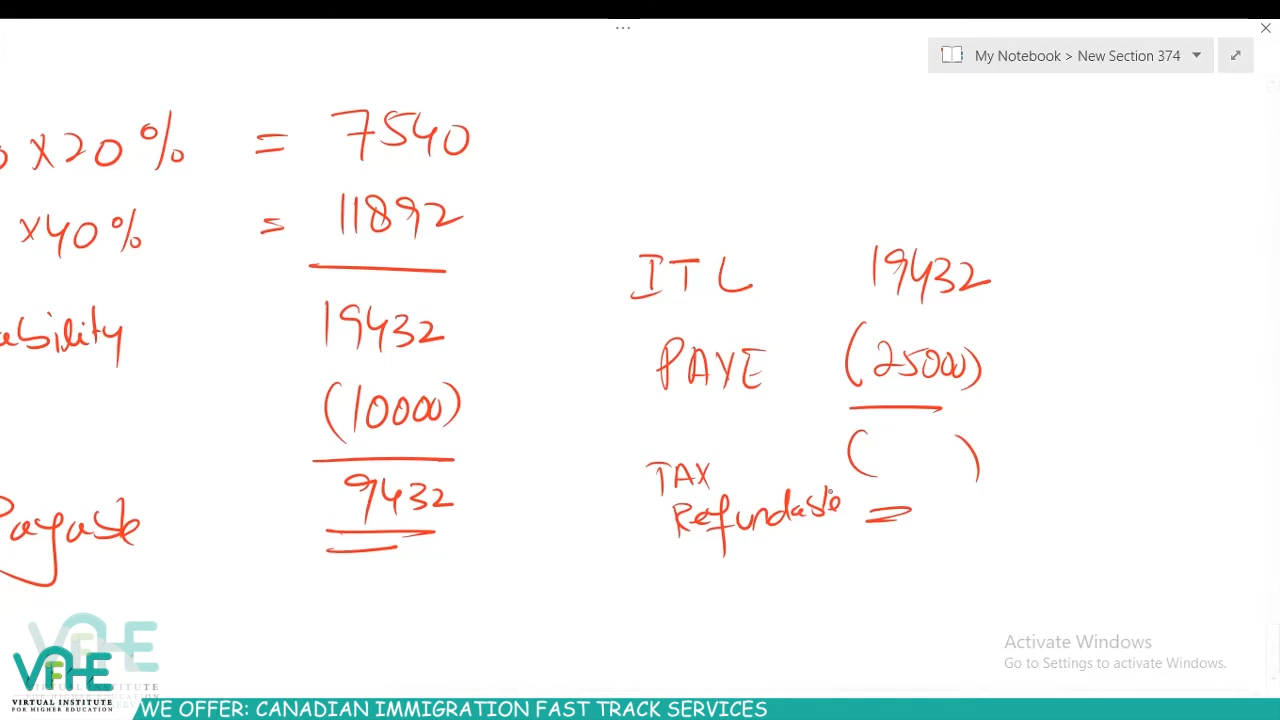 ...
My Notebook > New Section 374
x20% = 7540
x40% = 11892
ability 19432
(10000)
Payable 9432
ITL 19432
PAYE (25000)
( )
TAX
Refundable =
Activate Windows
Go to Settings to activate Windows.
VIHE
VIRTUAL INSTITUTE
FOR HIGHER EDUCATION
WE OFFER: CANADIAN IMMIGRATION FAST TRACK SERVICES